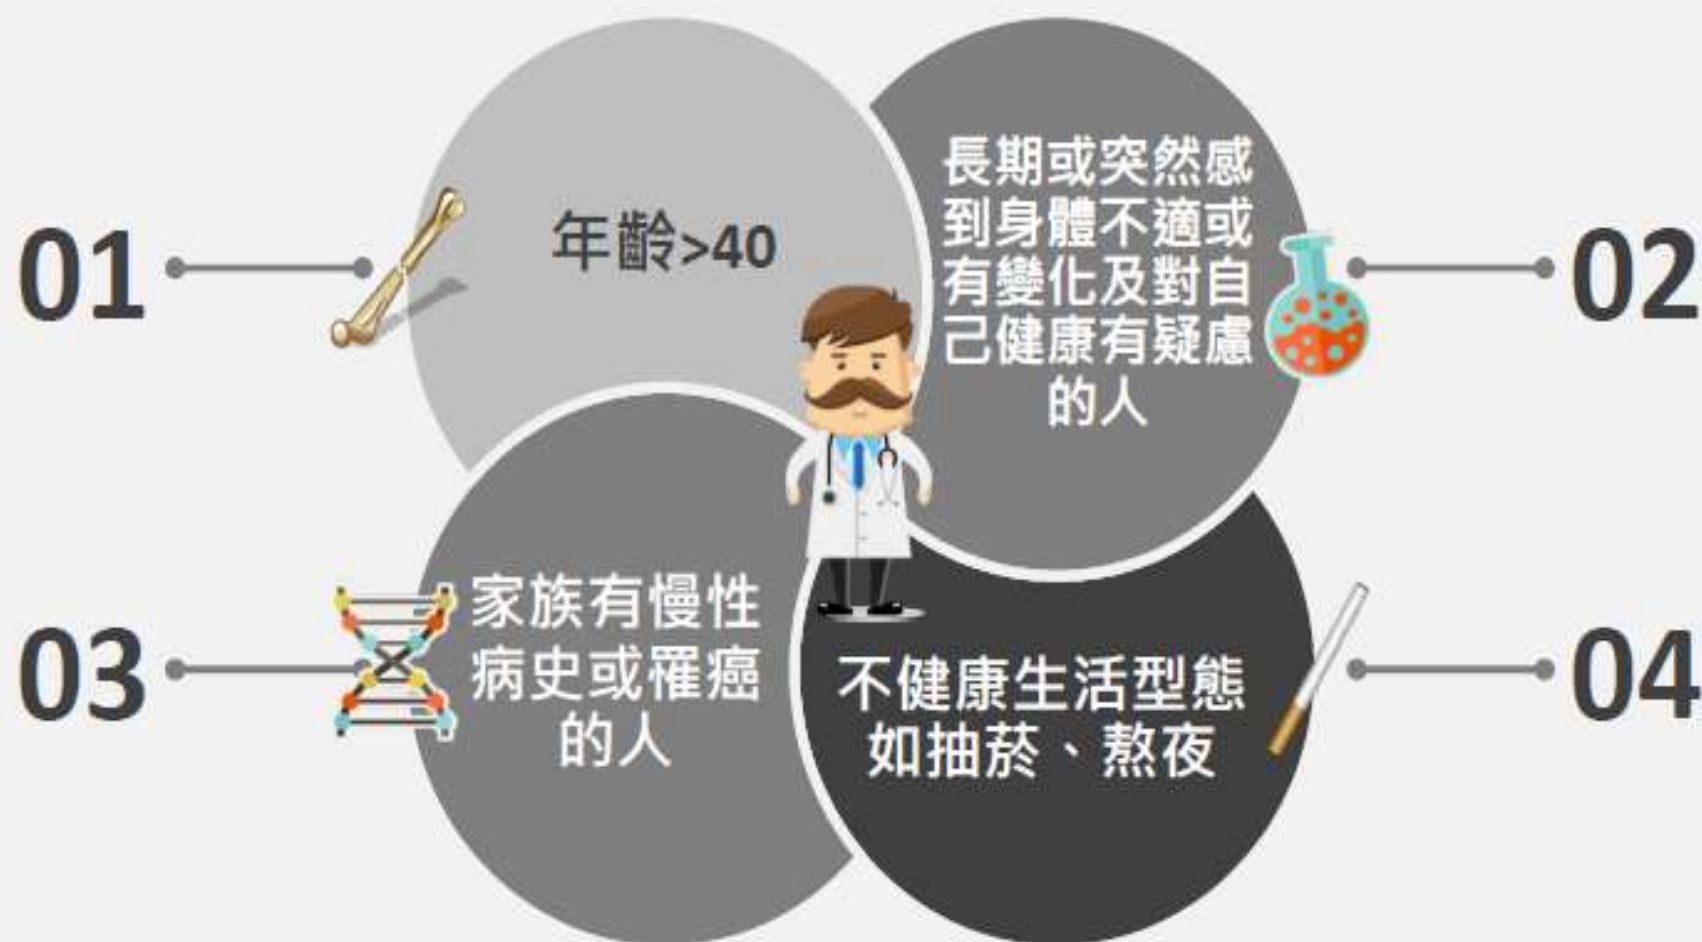 01
年齡>40
長期或突然感
到身體不適或
有變化及對自
己健康有疑慮
的人
02
03
家族有慢性
病史或罹癌
的人
不健康生活型態
如抽菸、熬夜
04